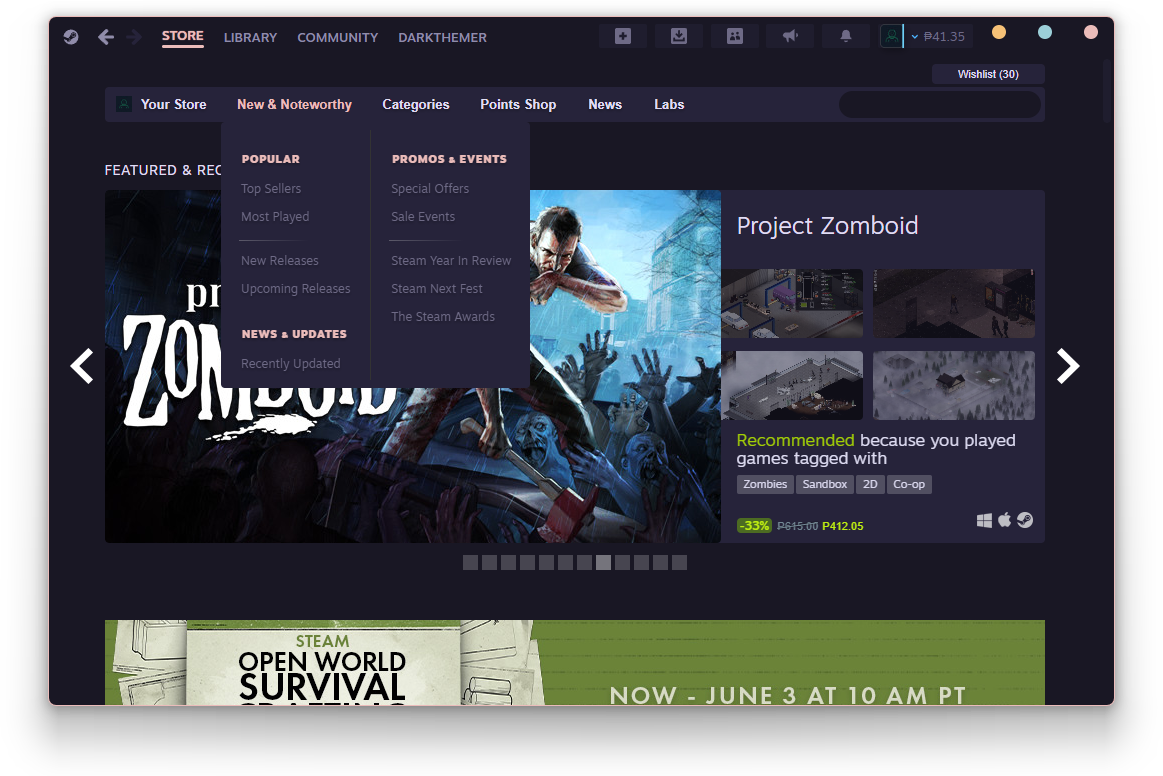 STORE LIBRARY COMMUNITY DARKTHEMER ₱41.35
Wishlist (30)
Your Store New & Noteworthy Categories Points Shop News Labs
FEATURED & REC
POPULAR
Top Sellers
Most Played
New Releases
Upcoming Releases
NEWS & UPDATES
Recently Updated
PROMOS & EVENTS
Special Offers
Sale Events
Steam Year In Review
Steam Next Fest
The Steam Awards
pr
ZOMBOID
Project Zomboid
Recommended because you played
games tagged with
Zombies Sandbox 2D Co-op
-33% P615.00 P412.05
STEAM
OPEN WORLD
SURVIVAL
CRAFTING
NOW - JUNE 3 AT 10 AM PT